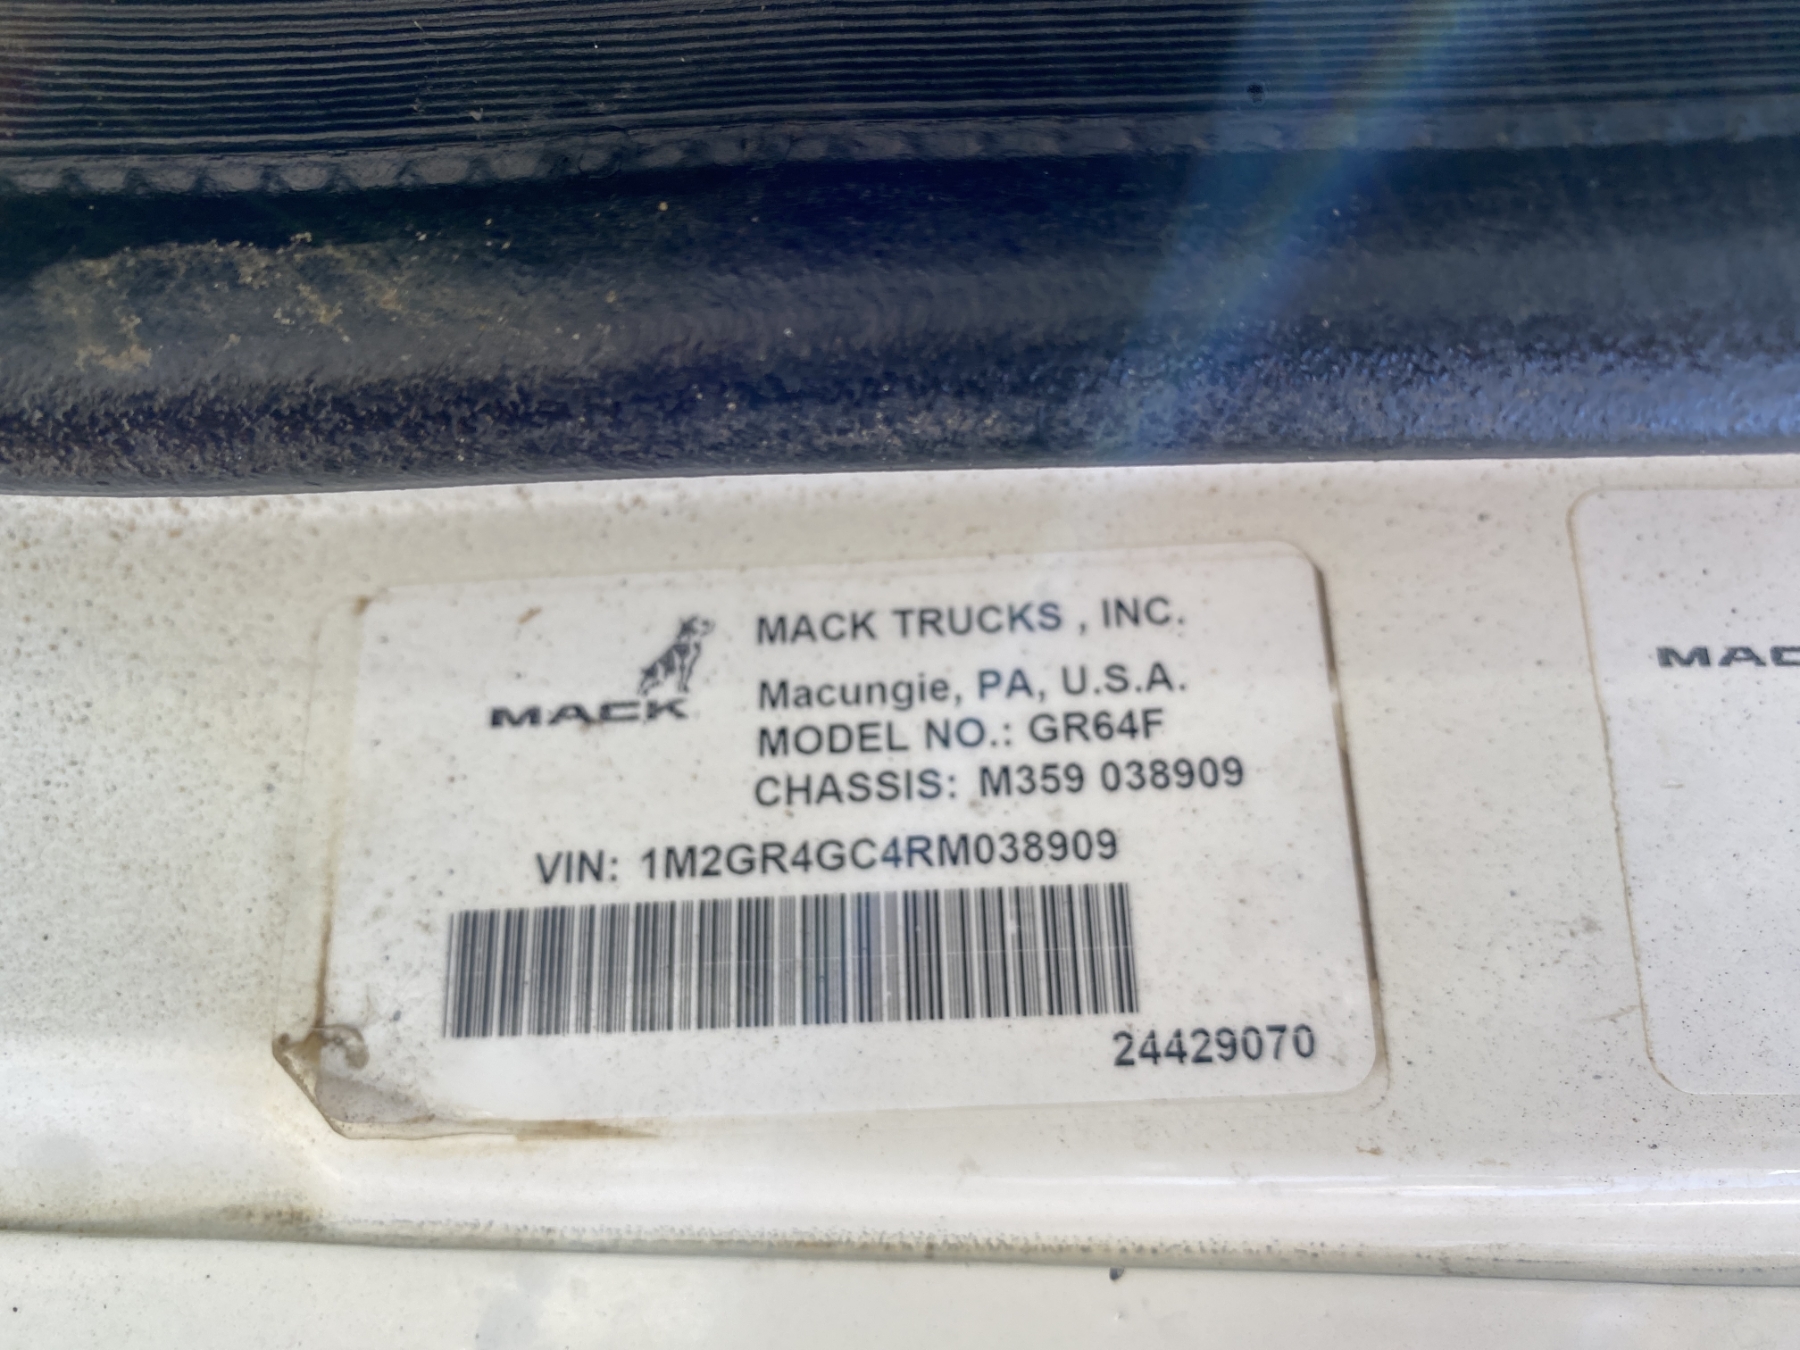 MACK TRUCKS , INC.
MACK
Macungie, PA, U.S.A.
MODEL NO.: GR64F
CHASSIS: M359 038909
VIN: 1M2GR4GC4RM038909
24429070
MAC